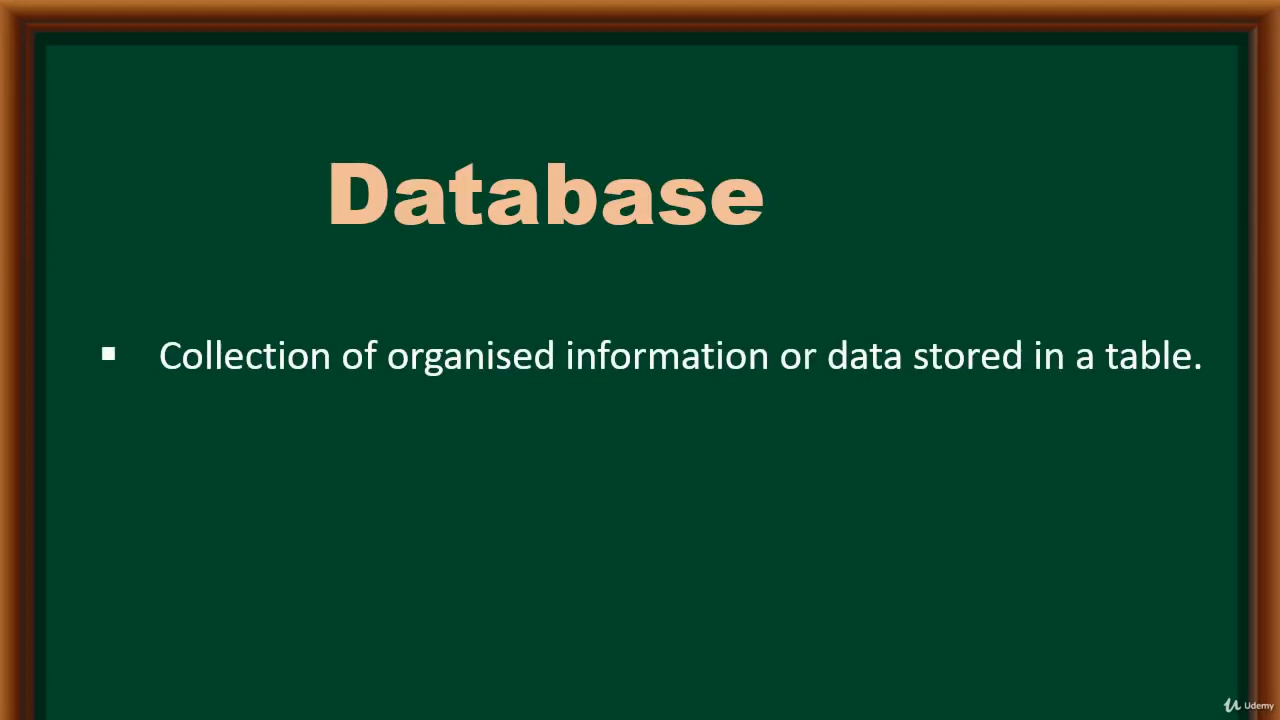 Database
▪ Collection of organised information or data stored in a table.
Udemy